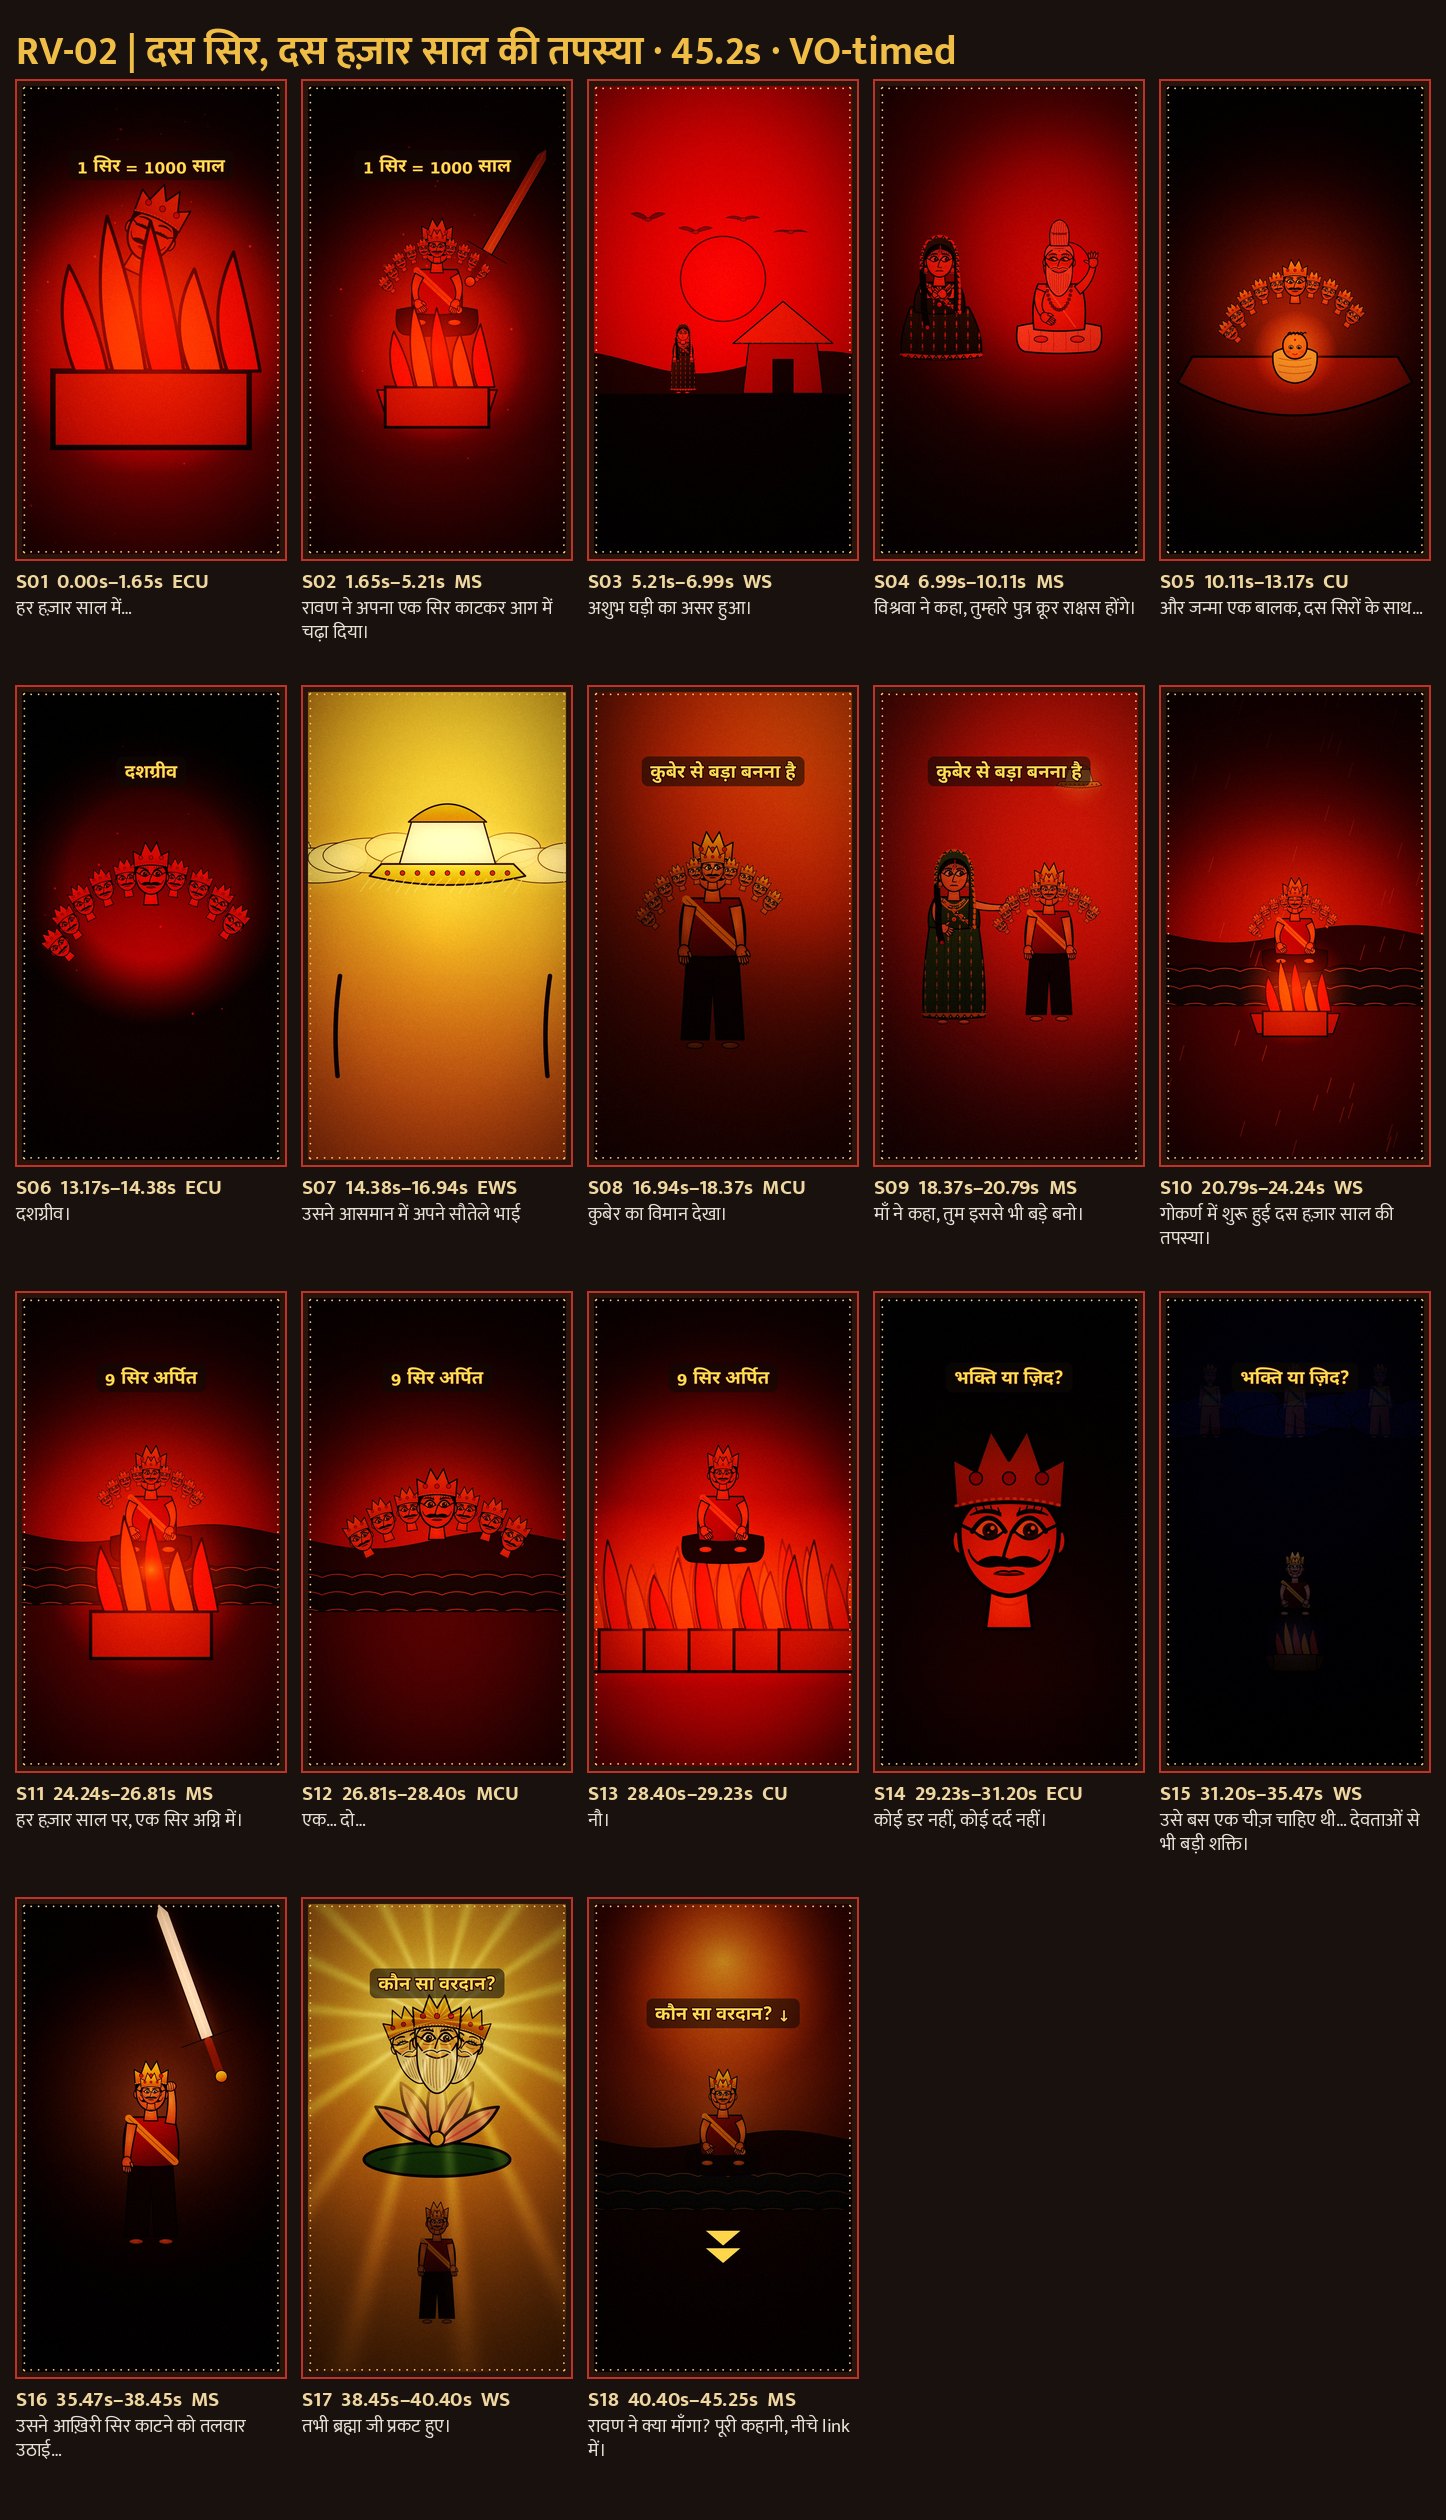 RV-02 | दस सिर, दस हज़ार साल की तपस्या · 45.2s · VO-timed
1 सिर = 1000 साल
S01 0.00s–1.65s ECU
हर हज़ार साल में...
1 सिर = 1000 साल
S02 1.65s–5.21s MS
रावण ने अपना एक सिर काटकर आग में
चढ़ा दिया।
S03 5.21s–6.99s WS
अशुभ घड़ी का असर हुआ।
S04 6.99s–10.11s MS
विश्रवा ने कहा, तुम्हारे पुत्र क्रूर राक्षस होंगे।
S05 10.11s–13.17s CU
और जन्मा एक बालक, दस सिरों के साथ...
दशग्रीव
S06 13.17s–14.38s ECU
दशग्रीव।
S07 14.38s–16.94s EWS
उसने आसमान में अपने सौतेले भाई
कुबेर से बड़ा बनना है
S08 16.94s–18.37s MCU
कुबेर का विमान देखा।
कुबेर से बड़ा बनना है
S09 18.37s–20.79s MS
माँ ने कहा, तुम इससे भी बड़े बनो।
S10 20.79s–24.24s WS
गोकर्ण में शुरू हुई दस हज़ार साल की
तपस्या।
9 सिर अर्पित
S11 24.24s–26.81s MS
हर हज़ार साल पर, एक सिर अग्नि में।
9 सिर अर्पित
S12 26.81s–28.40s MCU
एक... दो...
9 सिर अर्पित
S13 28.40s–29.23s CU
नौ।
भक्ति या ज़िद?
S14 29.23s–31.20s ECU
कोई डर नहीं, कोई दर्द नहीं।
भक्ति या ज़िद?
S15 31.20s–35.47s WS
उसे बस एक चीज़ चाहिए थी... देवताओं से
भी बड़ी शक्ति।
S16 35.47s–38.45s MS
उसने आख़िरी सिर काटने को तलवार
उठाई...
कौन सा वरदान?
S17 38.45s–40.40s WS
तभी ब्रह्मा जी प्रकट हुए।
कौन सा वरदान? ↓
S18 40.40s–45.25s MS
रावण ने क्या माँगा? पूरी कहानी, नीचे link
में।